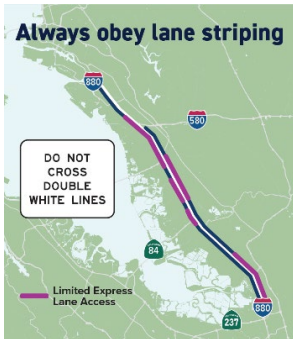 Always obey lane striping
880
580
DO NOT
CROSS
DOUBLE
WHITE LINES
84
Limited Express
Lane Access
880
237